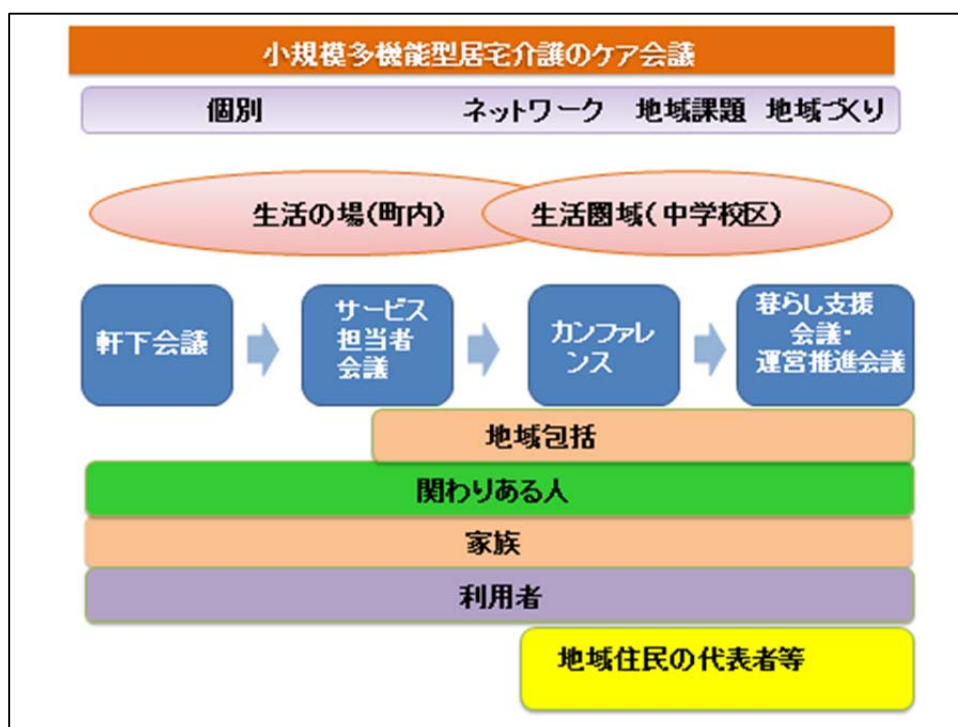 小規模多機能型居宅介護のケア会議
個別 ネットワーク 地域課題 地域づくり
生活の場(町内) 生活圏域(中学校区)
軒下会議
サービス
担当者
会議
カンファレ
ンス
暮らし支援
会議・
運営推進会議
地域包括
関わりある人
家族
利用者
地域住民の代表者等